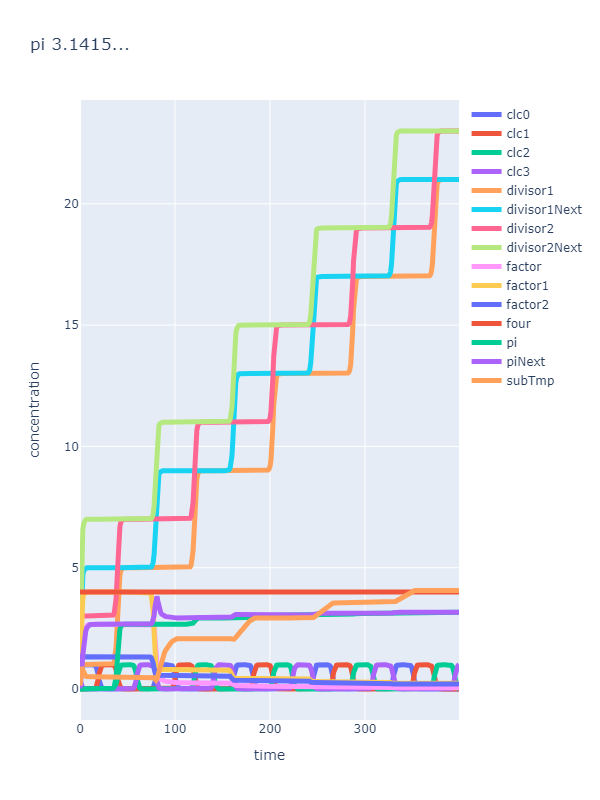 pi 3.1415...
clc0
clc1
clc2
clc3
divisor1
divisor1Next
divisor2
divisor2Next
factor
factor1
factor2
four
pi
piNext
subTmp
concentration
20
15
10
5
0
0 100 200 300
time